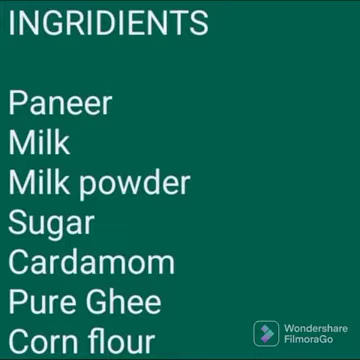 INGRIDIENTS
Paneer
Milk
Milk powder
Sugar
Cardamom
Pure Ghee
Corn flour
Wondershare
FilmoraGo